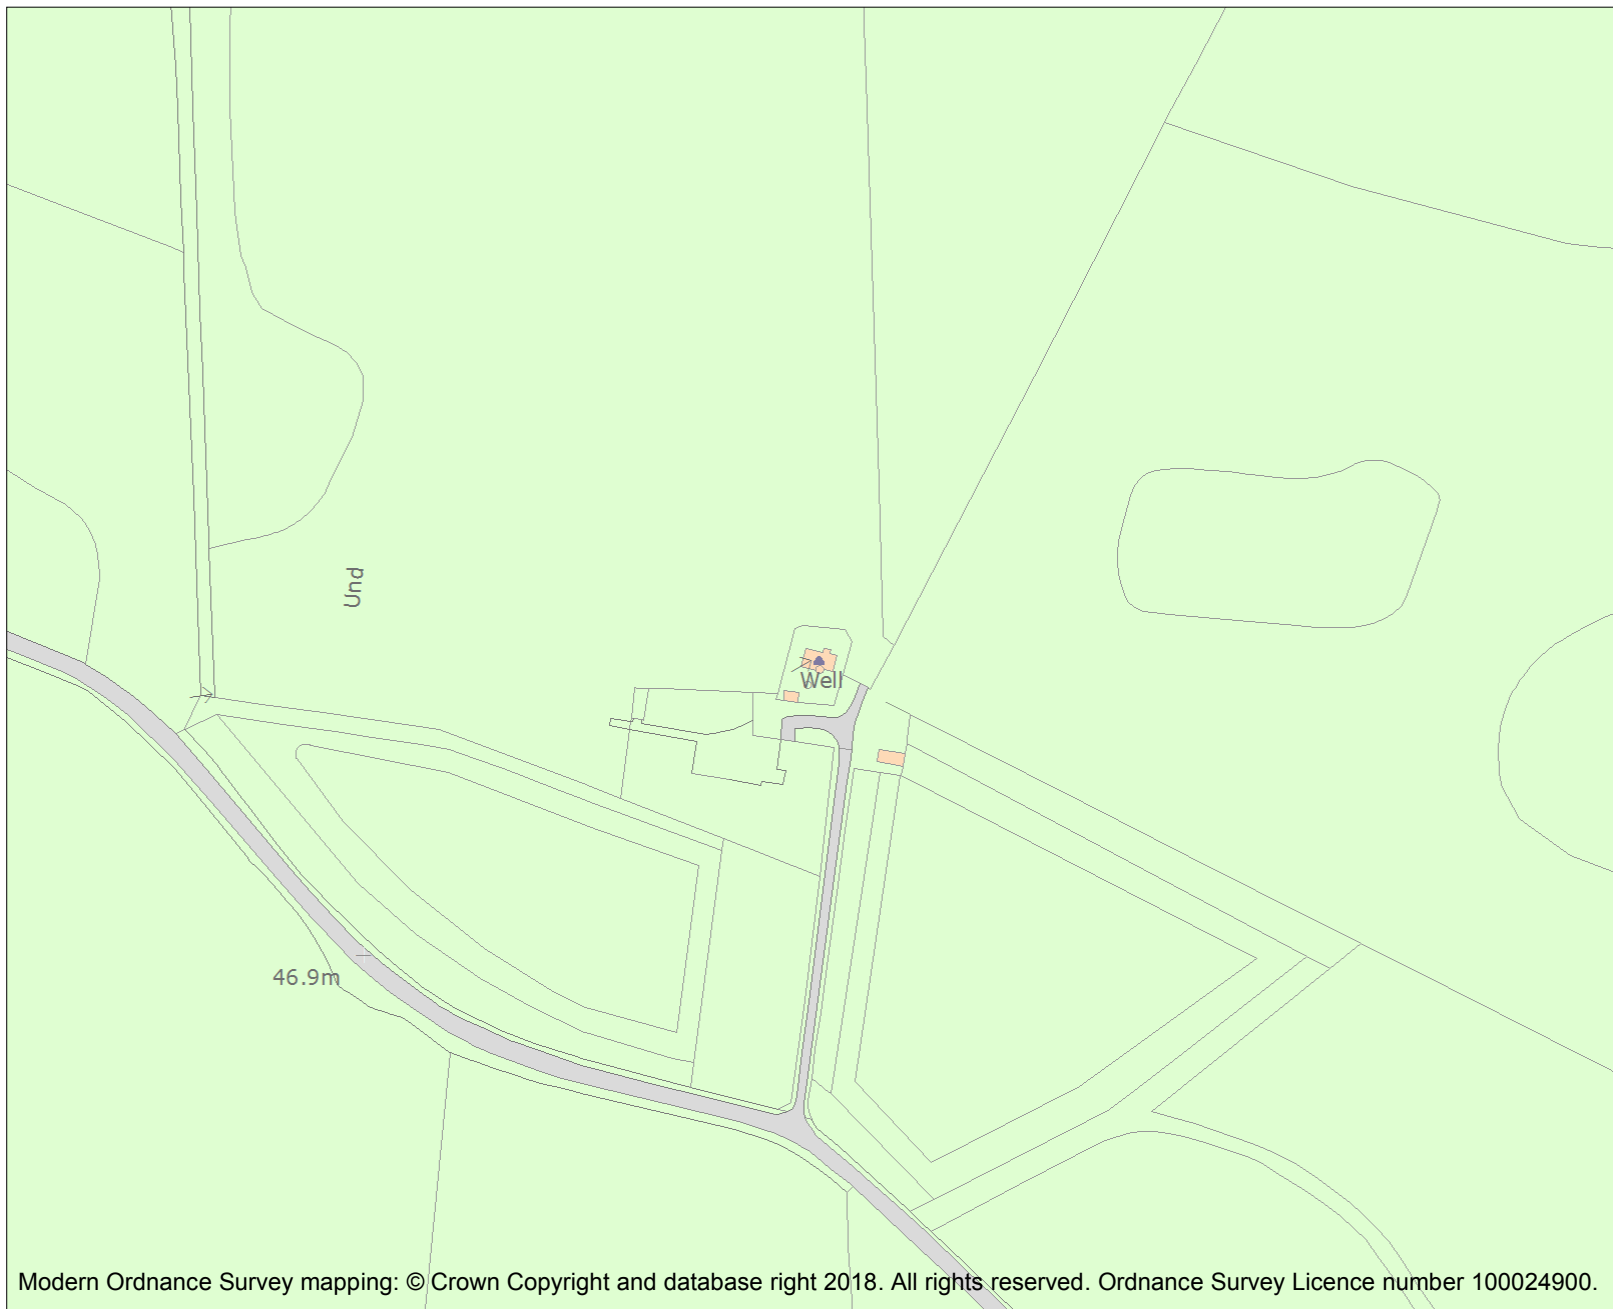 Und
Well
46.9m
Modern Ordnance Survey mapping: © Crown Copyright and database right 2018. All rights reserved. Ordnance Survey Licence number 100024900.